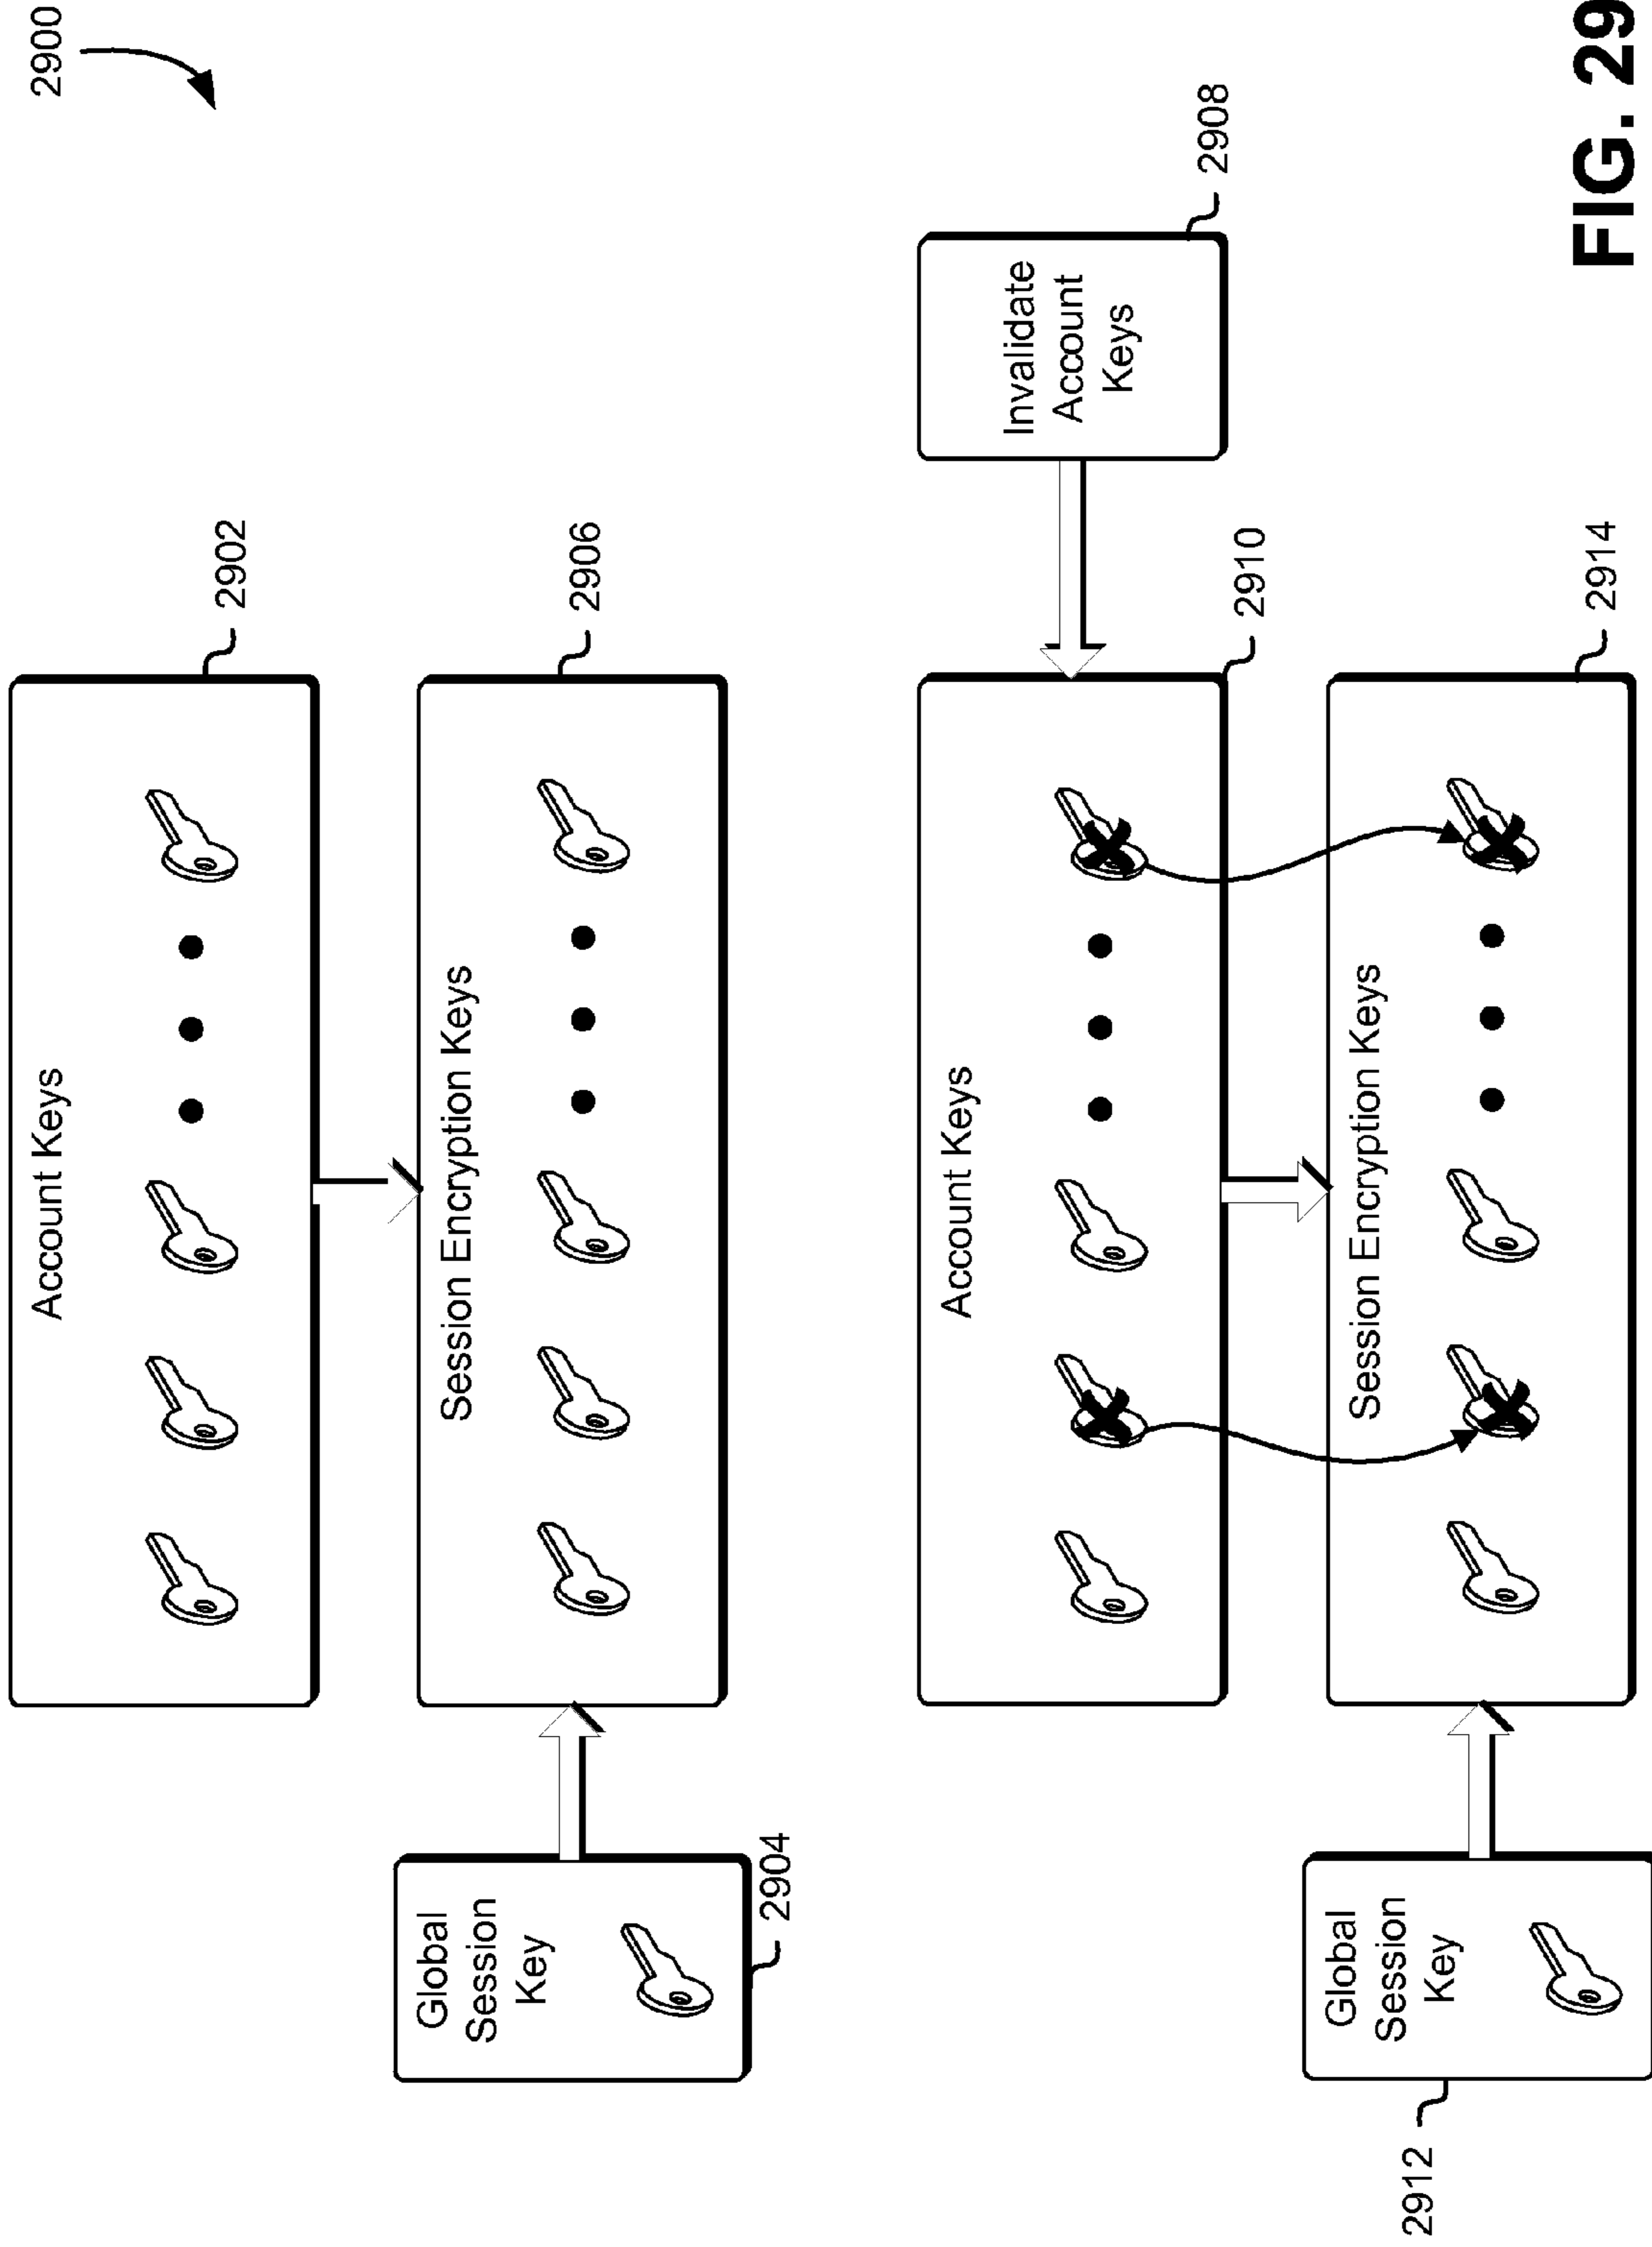 2900
Account Keys
2902
Global
Session
Key
2904
Session Encryption Keys
2906
Invalidate
Account
Keys
2908
Account Keys
2910
Global
Session
Key
2912
Session Encryption Keys
2914
FIG. 29